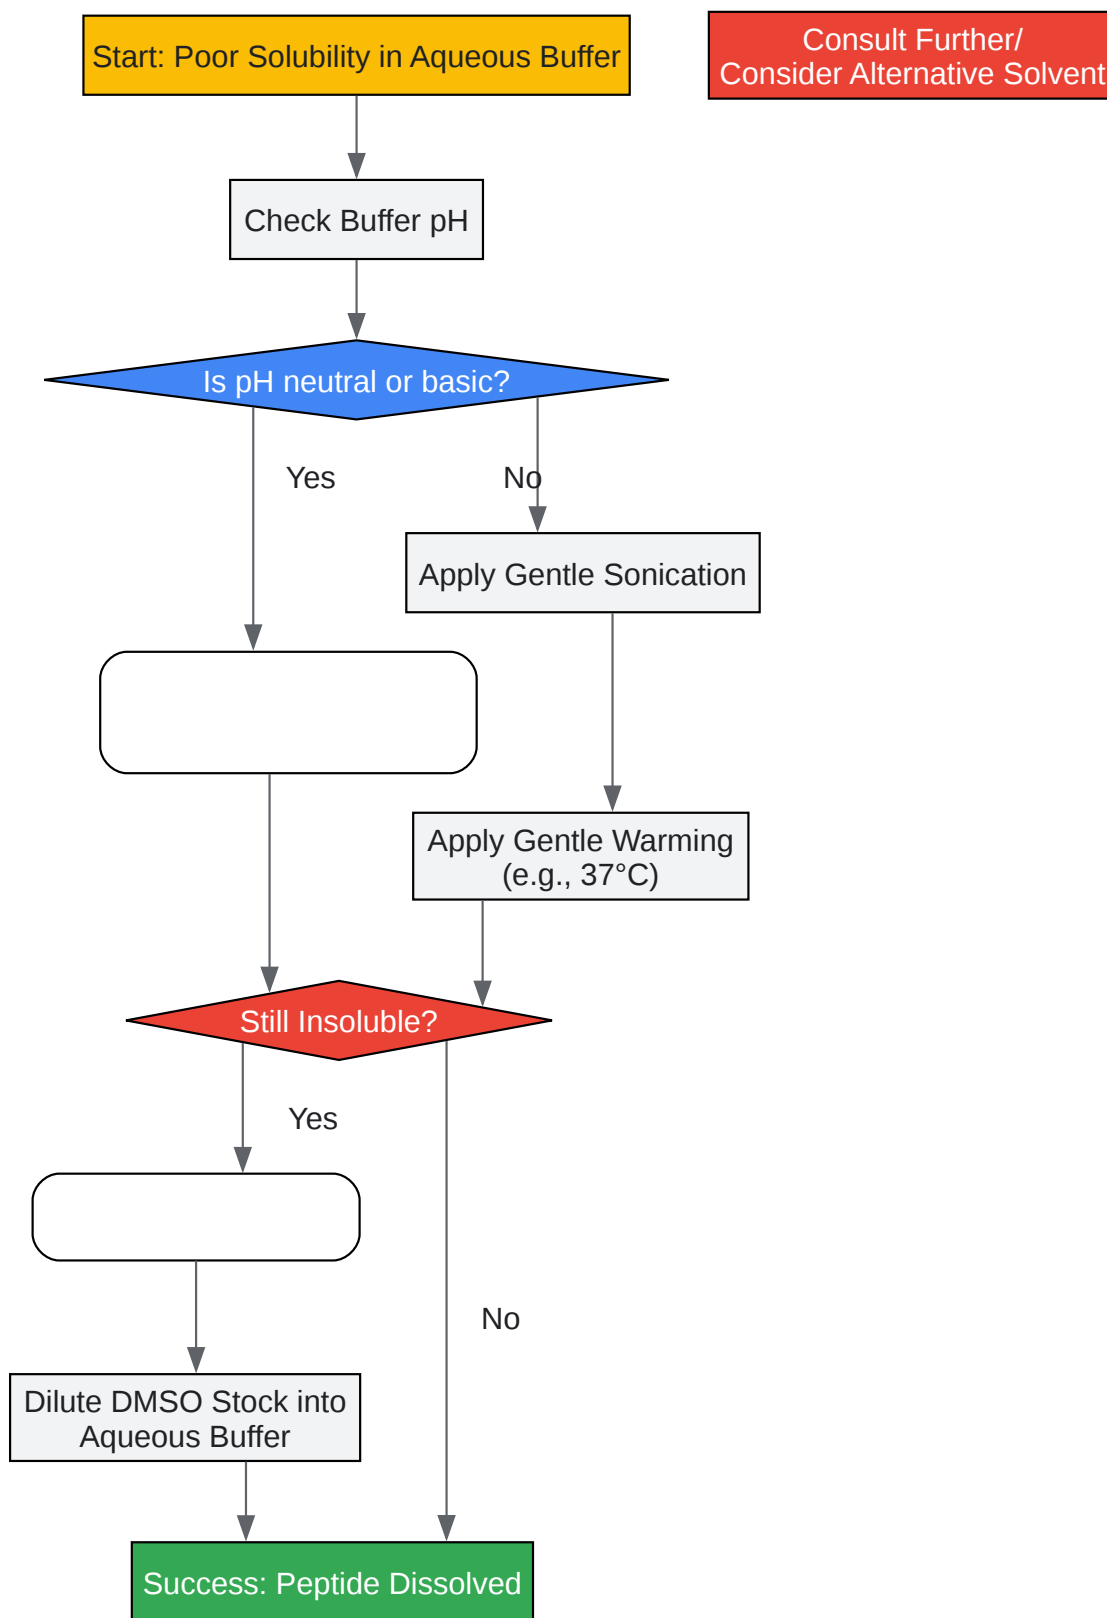 Start: Poor Solubility in Aqueous Buffer
Consult Further/
Consider Alternative Solvent
Check Buffer pH
Is pH neutral or basic?
Yes
No
Apply Gentle Sonication
Apply Gentle Warming
(e.g., 37°C)
Still Insoluble?
Yes
No
Dilute DMSO Stock into
Aqueous Buffer
Success: Peptide Dissolved